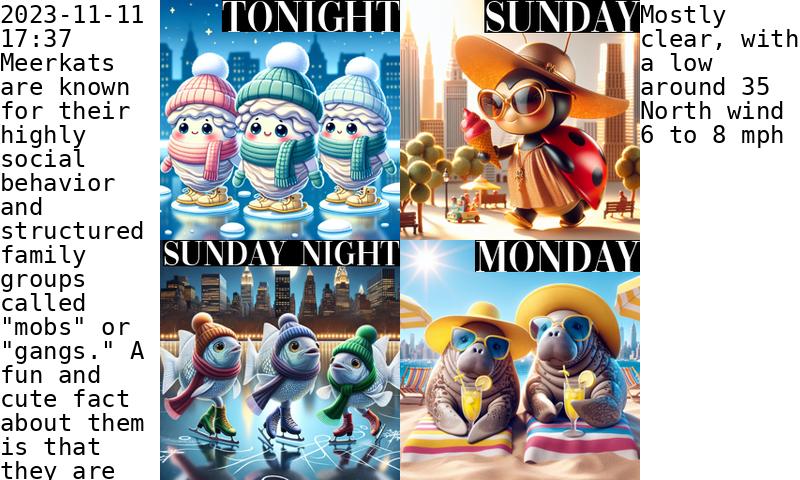 2023-11-11
17:37
Meerkats
are known
for their
highly
social
behavior
and
structured
family
groups
called
"mobs" or
"gangs." A
fun and
cute fact
about them
is that
they are
TONIGHT
SUNDAY
SUNDAY NIGHT
MONDAY
Mostly
clear, with
a low
around 35
North wind
6 to 8 mph